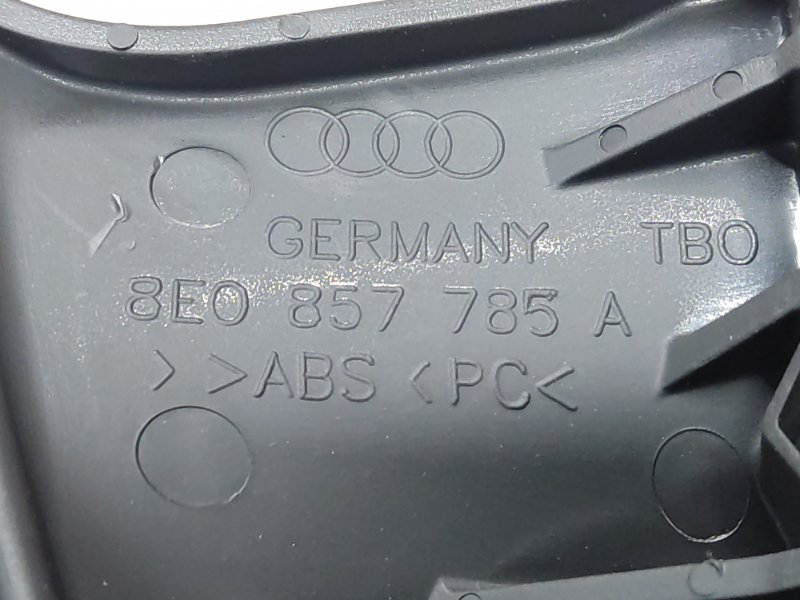 GERMANY TBO
8E0 857 785 A
> >ABS <PC<